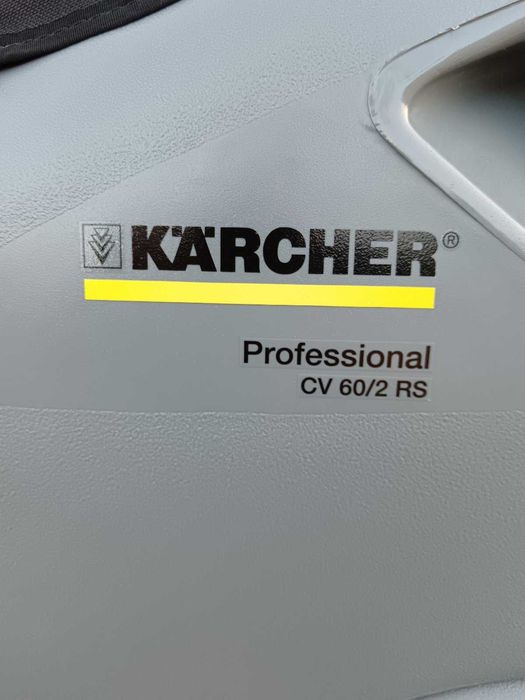 KÄRCHER®
Professional
CV 60/2 RS